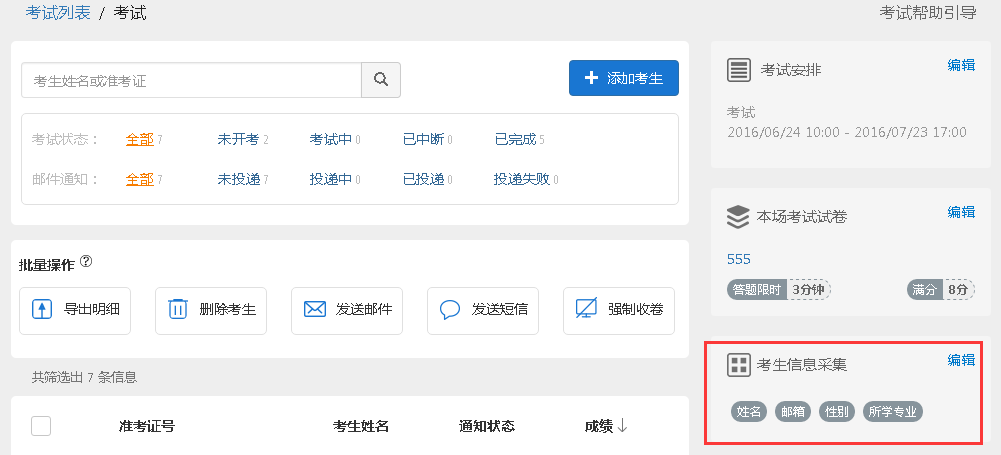 考试列表 / 考试
考试帮助引导
考生姓名或准考证
添加考生
考试状态： 全部 7 未开考 2 考试中 0 已中断 0 已完成 5
邮件通知： 全部 7 未投递 7 投递中 0 已投递 0 投递失败 0
批量操作 ?
导出明细 删除考生 发送邮件 发送短信 强制收卷
共筛选出 7 条信息
准考证号 考生姓名 通知状态 成绩↓
考试安排 编辑
考试
2016/06/24 10:00 - 2016/07/23 17:00
本场考试试卷 编辑
555
答题限时 3分钟 满分 8分
考生信息采集 编辑
姓名 邮箱 性别 所学专业